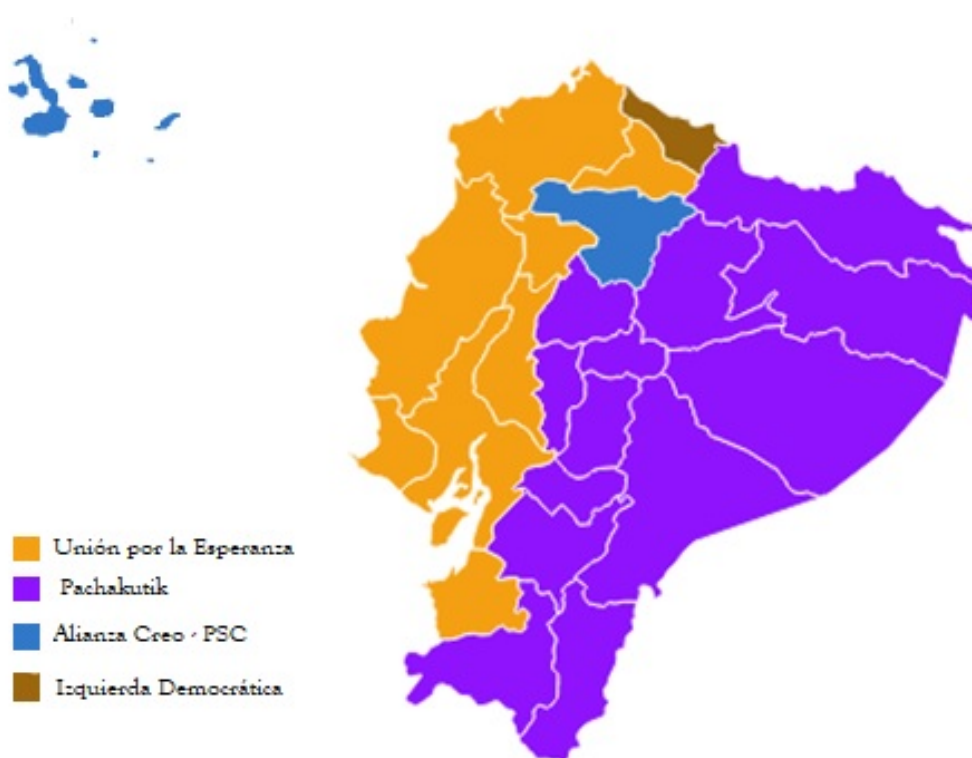 Unión por la Esperanza
Pachakutik
Alianza Creo - PSC
Izquierda Democrática